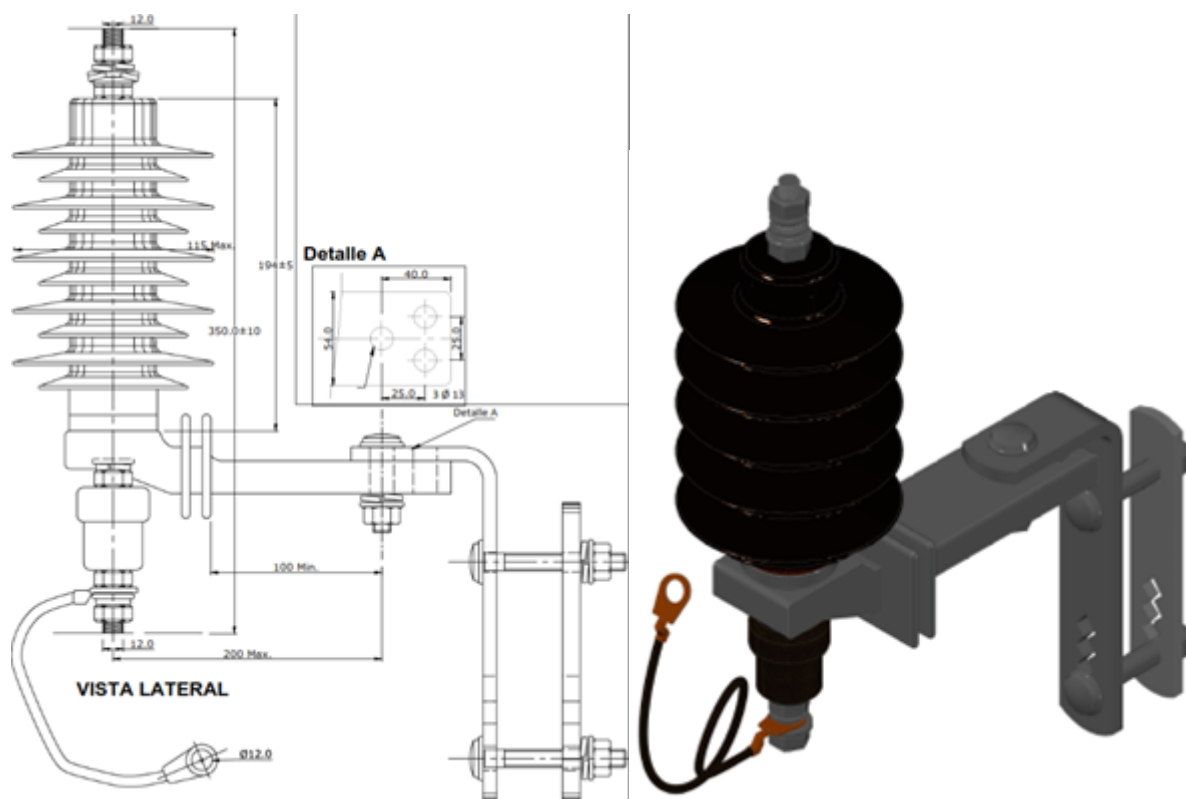 12.0
115 Max.
194±5
350.0±10
Detalle A
40.0
54.0
25.0
25.0
3 Ø 13
Detalle A
100 Min.
12.0
200 Max.
VISTA LATERAL
Ø12.0